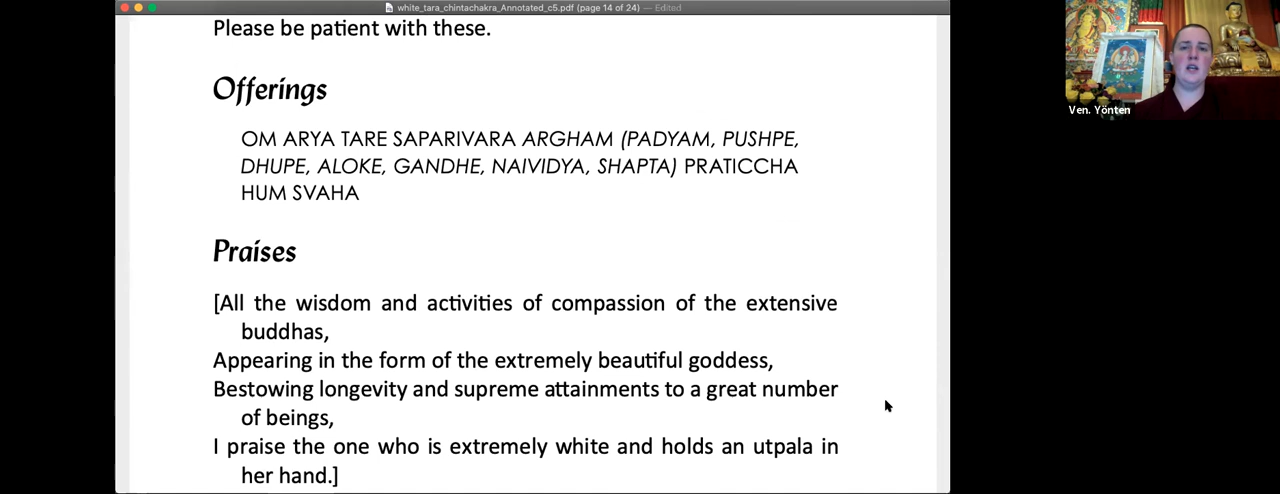 white_tara_chintachakra_Annotated_c5.pdf (page 14 of 24) — Edited
Please be patient with these.
Offerings
OM ARYA TARE SAPARIVARA ARGHAM (PADYAM, PUSHPE,
DHUPE, ALOKE, GANDHE, NAIVIDYA, SHAPTA) PRATICCHA
HUM SVAHA
Praises
[All the wisdom and activities of compassion of the extensive
buddhas,
Appearing in the form of the extremely beautiful goddess,
Bestowing longevity and supreme attainments to a great number
of beings,
I praise the one who is extremely white and holds an utpala in
her hand.]
Ven. Yönten